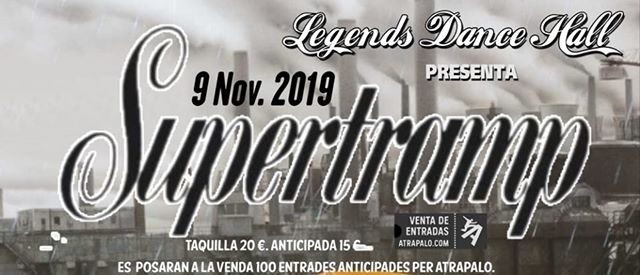 Legends Dance Hall
PRESENTA
9 Nov. 2019
Supertramp
VENTA DE
ENTRADAS
ATRAPALO.COM
TAQUILLA 20 €. ANTICIPADA 15 €.
ES POSARAN A LA VENDA 100 ENTRADES ANTICIPADES PER ATRAPALO.